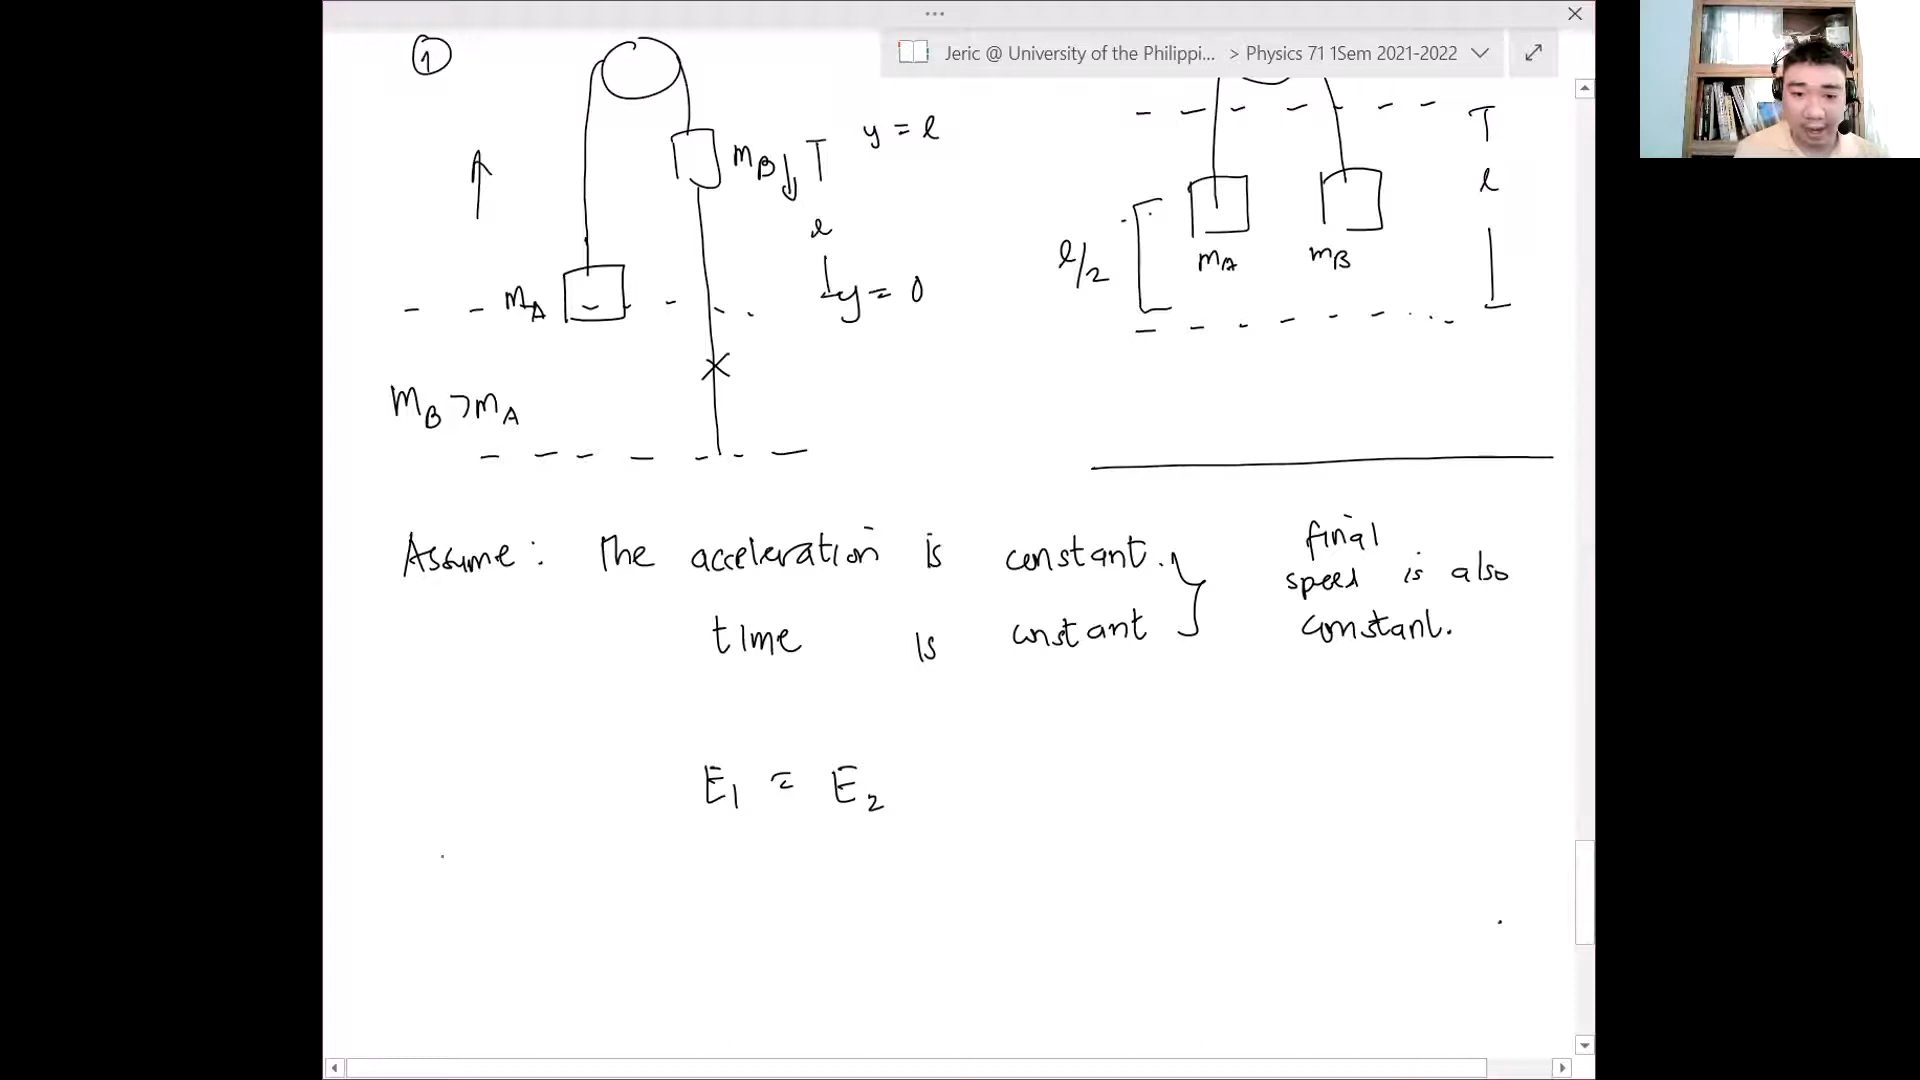 ...
Jeric @ University of the Philippi... > Physics 71 1Sem 2021-2022
①
m_B
y = l
l
y = 0
m_A
m_B > m_A
l
l/2
m_A
m_B
Assume: The acceleration is constant.
time is constant
final
speed is also
constant.
E_1 = E_2